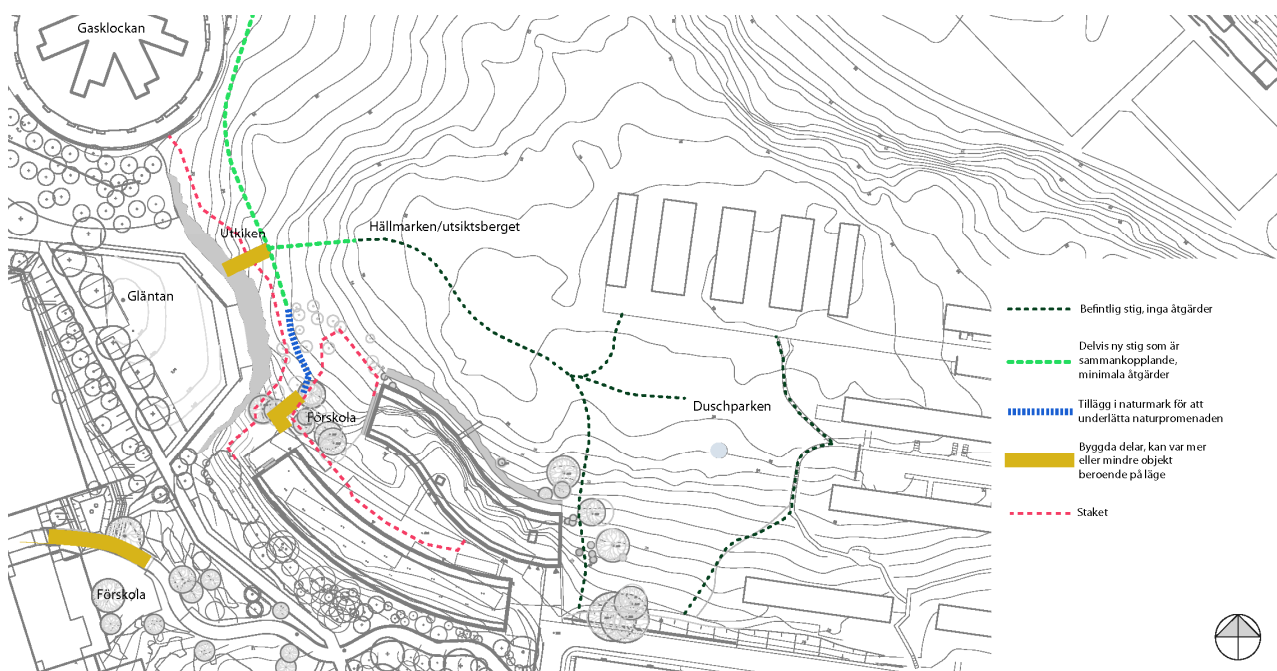 Gasklockan
Utkiken
Hällmarken/utsiktsberget
Gläntan
Förskola
Duschparken
Förskola
Befintlig stig, inga åtgärder
Delvis ny stig som är
sammankopplande,
minimala åtgärder
Tillägg i naturmark för att
underlätta naturpromenaden
Byggda delar, kan var mer
eller mindre objekt
beroende på läge
Staket